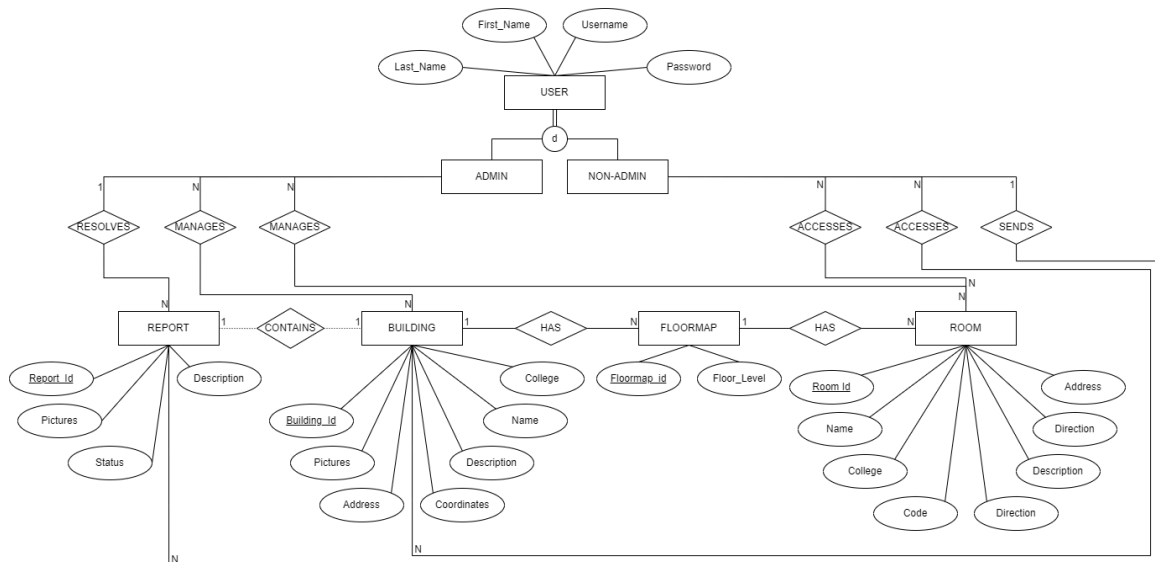 First_Name
Username
Last_Name
Password
USER
d
ADMIN
NON-ADMIN
1
N
N
N
N
1
RESOLVES
MANAGES
MANAGES
ACCESSES
ACCESSES
SENDS
N
N
N
N
REPORT
1
CONTAINS
1
BUILDING
1
HAS
N
FLOORMAP
1
HAS
N
ROOM
Report_Id
Description
College
Floormap_id
Floor_Level
Room Id
Address
Pictures
Building_Id
Name
Name
Direction
Status
Pictures
Description
College
Description
Address
Coordinates
Code
Direction
N
N